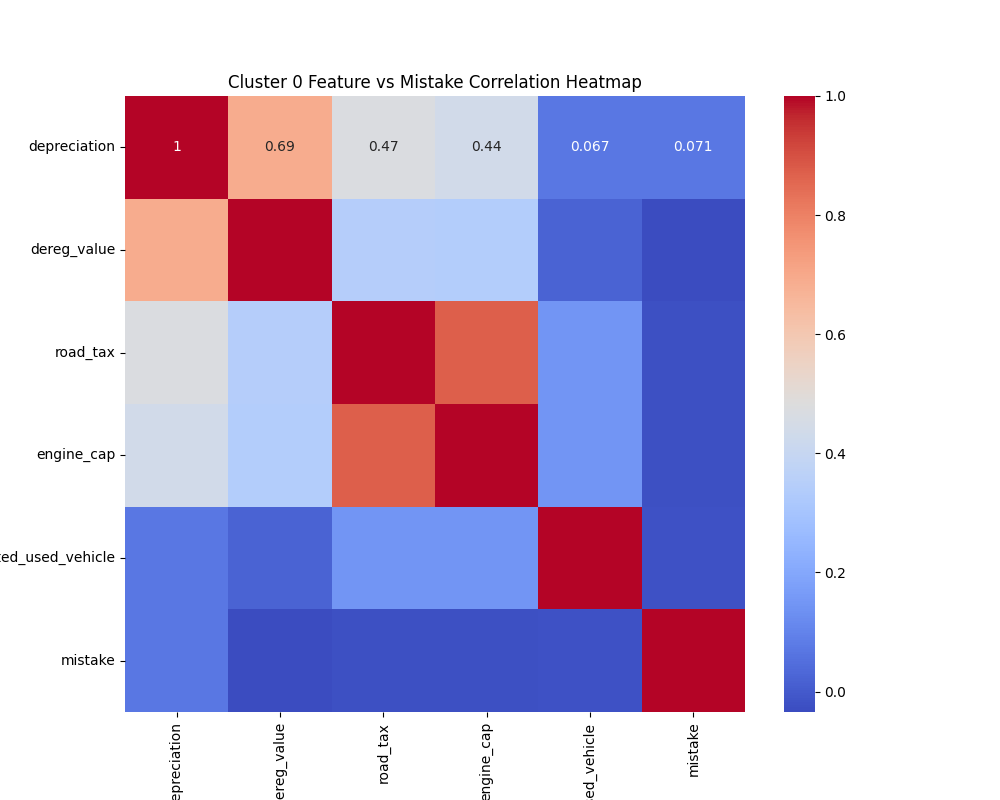 Cluster 0 Feature vs Mistake Correlation Heatmap
depreciation 1 0.69 0.47 0.44 0.067 0.071
dereg_value
road_tax
engine_cap
ted_used_vehicle
mistake
epreciation
ereg_value
road_tax
engine_cap
sed_vehicle
mistake
1.0
0.8
0.6
0.4
0.2
0.0